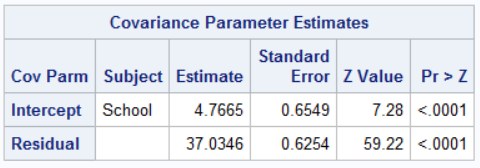 Covariance Parameter Estimates
Cov Parm Subject Estimate Standard Error Z Value Pr > Z
Intercept School 4.7665 0.6549 7.28 <.0001
Residual 37.0346 0.6254 59.22 <.0001